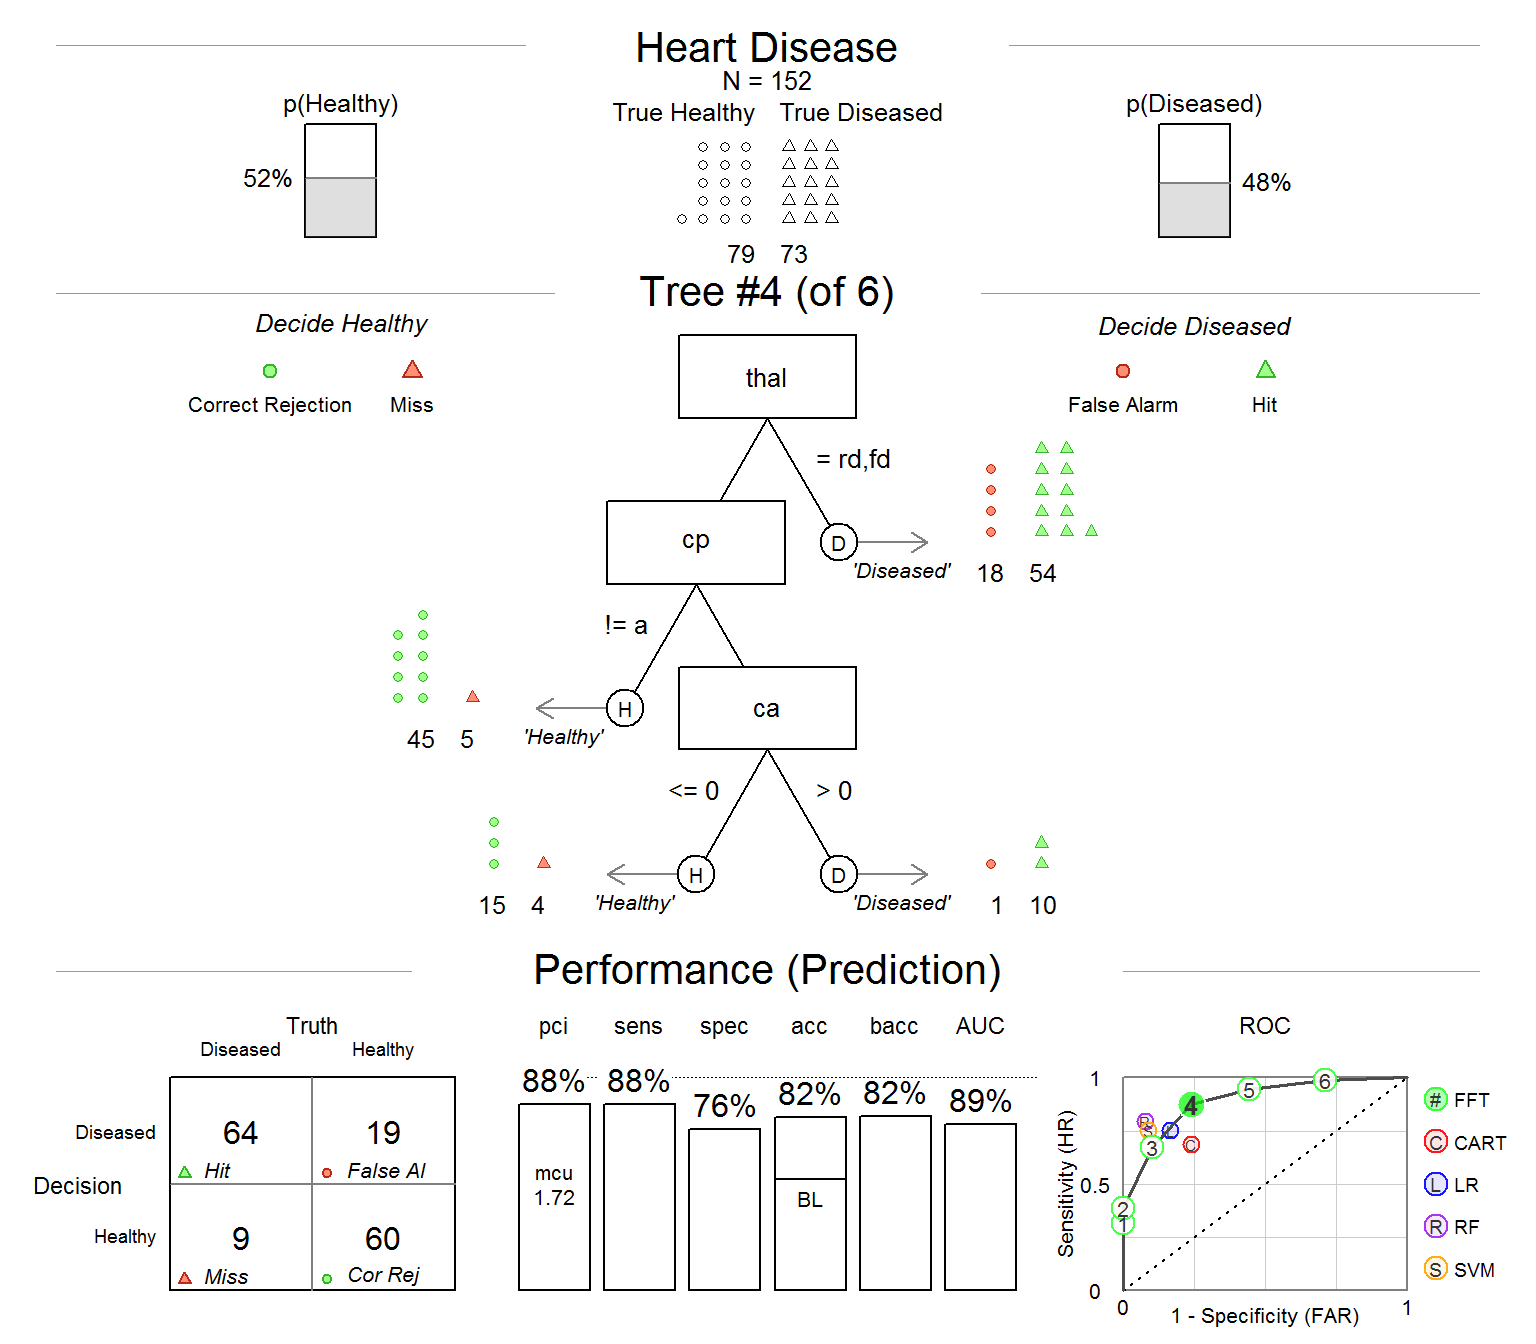 Heart Disease
N = 152
p(Healthy)
True Healthy True Diseased
p(Diseased)
52%
48%
79 73
Tree #4 (of 6)
Decide Healthy
Decide Diseased
Correct Rejection Miss
False Alarm Hit
thal
= rd,fd
cp
D
'Diseased'
18 54
!= a
H
'Healthy'
45 5
ca
<= 0
> 0
H
'Healthy'
15 4
D
'Diseased'
1 10
Performance (Prediction)
Truth
Diseased Healthy
Decision
Diseased
64
Hit
19
False Al
Healthy
9
Miss
60
Cor Rej
pci sens spec acc bacc AUC
88% 88% 76% 82% 82% 89%
mcu
1.72
BL
ROC
Sensitivity (HR)
1
0.5
0
0 1
1 - Specificity (FAR)
1
2
3
4
5
6
R
S
L
C
# FFT
C CART
L LR
R RF
S SVM